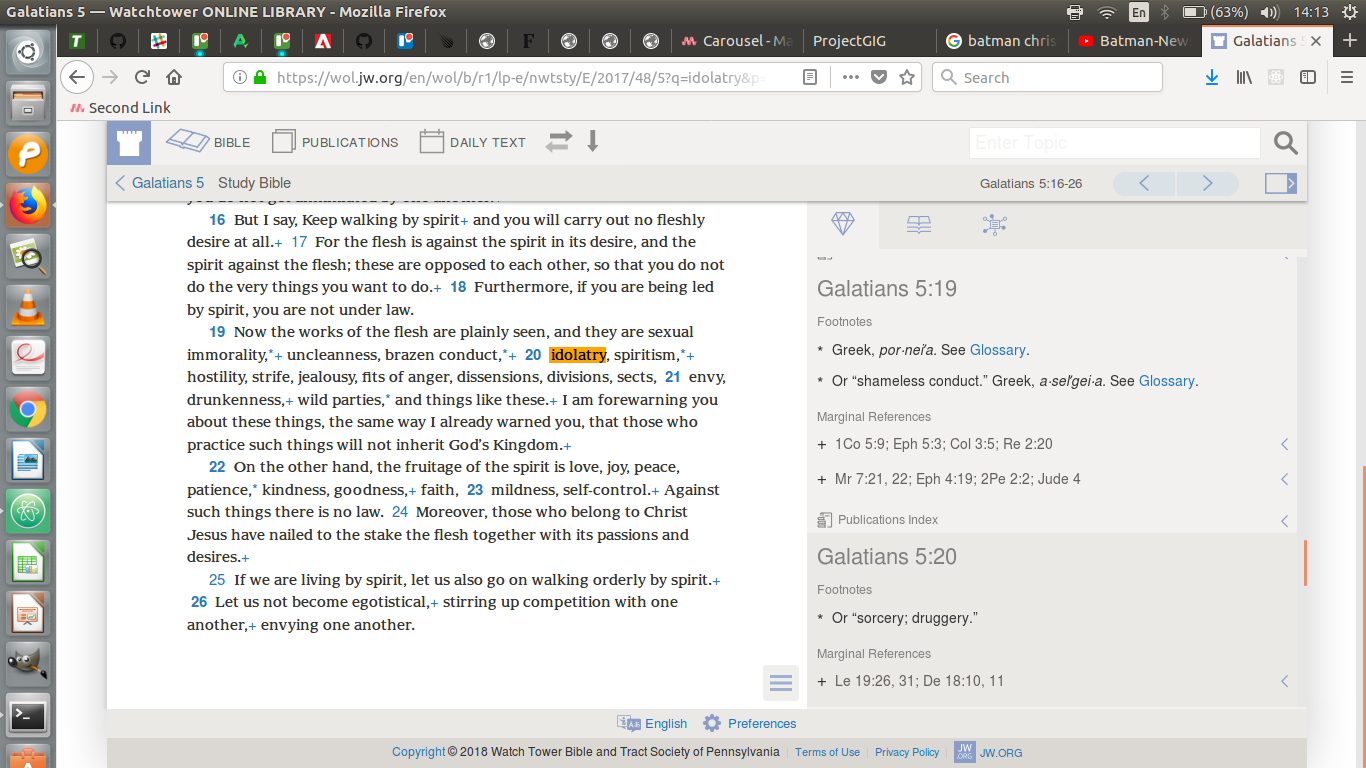 Galatians 5 — Watchtower ONLINE LIBRARY - Mozilla Firefox
En (63%) 14:13
Carousel - Ma ProjectGIG batman chris Batman-New Galatians 5
https://wol.jw.org/en/wol/b/r1/lp-e/nwtsty/E/2017/48/5?q=idolatry&p= Search
Second Link
BIBLE PUBLICATIONS DAILY TEXT Enter Topic
Galatians 5 Study Bible Galatians 5:16-26
16 But I say, Keep walking by spirit+ and you will carry out no fleshly
desire at all.+ 17 For the flesh is against the spirit in its desire, and the
spirit against the flesh; these are opposed to each other, so that you do not
do the very things you want to do.+ 18 Furthermore, if you are being led
by spirit, you are not under law.
19 Now the works of the flesh are plainly seen, and they are sexual
immorality,*+ uncleanness, brazen conduct,*+ 20 idolatry, spiritism,*+
hostility, strife, jealousy, fits of anger, dissensions, divisions, sects, 21 envy,
drunkenness,+ wild parties,* and things like these.+ I am forewarning you
about these things, the same way I already warned you, that those who
practice such things will not inherit God's Kingdom.+
22 On the other hand, the fruitage of the spirit is love, joy, peace,
patience,* kindness, goodness,+ faith, 23 mildness, self-control.+ Against
such things there is no law. 24 Moreover, those who belong to Christ
Jesus have nailed to the stake the flesh together with its passions and
desires.+
25 If we are living by spirit, let us also go on walking orderly by spirit.+
26 Let us not become egotistical,+ stirring up competition with one
another,+ envying one another.
Galatians 5:19
Footnotes
* Greek, por·nei′a. See Glossary.
* Or “shameless conduct.” Greek, a·sel′gei·a. See Glossary.
Marginal References
+ 1Co 5:9; Eph 5:3; Col 3:5; Re 2:20
+ Mr 7:21, 22; Eph 4:19; 2Pe 2:2; Jude 4
Publications Index
Galatians 5:20
Footnotes
* Or “sorcery; druggery.”
Marginal References
+ Le 19:26, 31; De 18:10, 11
English Preferences
Copyright © 2018 Watch Tower Bible and Tract Society of Pennsylvania Terms of Use Privacy Policy JW.ORG JW.ORG